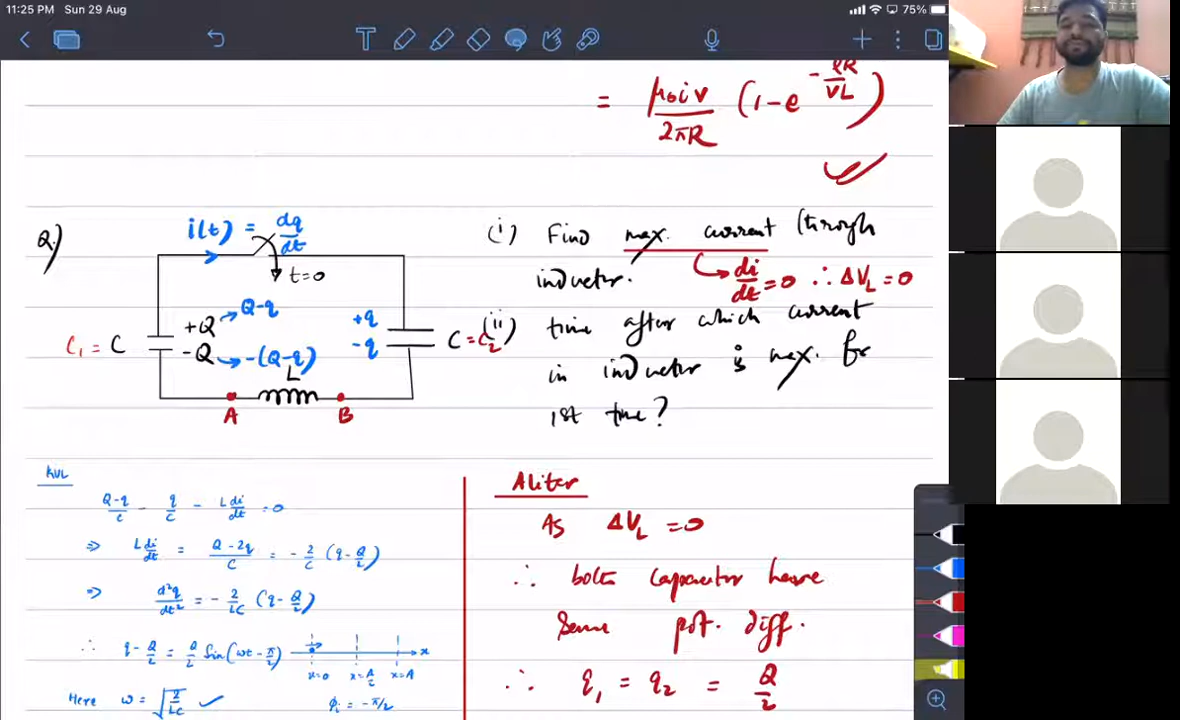 11:25 PM Sun 29 Aug 75%
= μ₀iv/2πR (1-e^(-lR/vL))
Q.)
i(t) = dq/dt
t=0
+Q → Q-q
-Q → -(Q-q)
+q
-q
C₁ = C
C = C₂
L
A B
(i) Find max. current (through
inductor. → di/dt = 0 ∴ ΔV_L = 0
(ii) time after which current
in inductor is max. for
1st time?
KVL
Q-q/C - q/C - L di/dt = 0
⇒ L di/dt = Q-2q/C = -2/C (q-Q/2)
⇒ d²q/dt² = -2/LC (q-Q/2)
∴ q-Q/2 = Q/2 Sin(ωt-π/2)
x
x=0 x=A/2 x=A
Here ω = √(2/LC) ✓ ϕᵢ = -π/2
Aliter
As ΔV_L = 0
∴ both capacitor have
Same pot. diff.
∴ q₁ = q₂ = Q/2